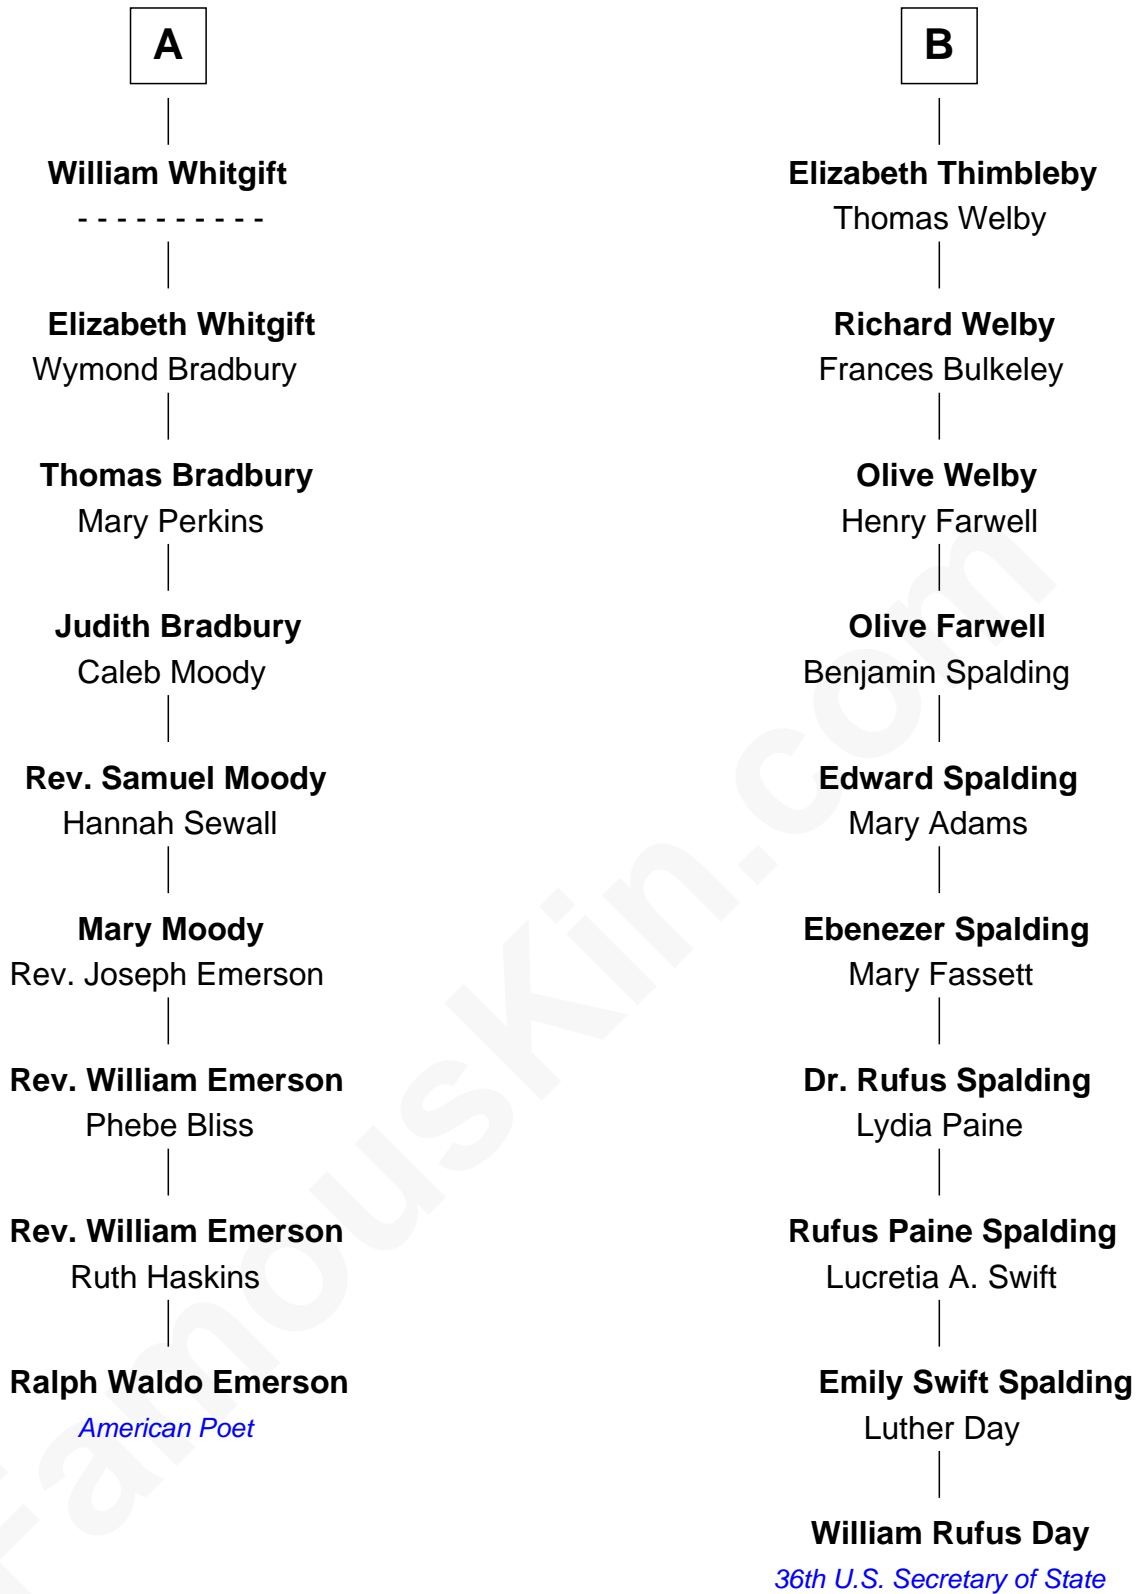 A
William Whitgift
- - - - - - - - - -
Elizabeth Whitgift
Wymond Bradbury
Thomas Bradbury
Mary Perkins
Judith Bradbury
Caleb Moody
Rev. Samuel Moody
Hannah Sewall
Mary Moody
Rev. Joseph Emerson
Rev. William Emerson
Phebe Bliss
Rev. William Emerson
Ruth Haskins
Ralph Waldo Emerson
American Poet
B
Elizabeth Thimbleby
Thomas Welby
Richard Welby
Frances Bulkeley
Olive Welby
Henry Farwell
Olive Farwell
Benjamin Spalding
Edward Spalding
Mary Adams
Ebenezer Spalding
Mary Fassett
Dr. Rufus Spalding
Lydia Paine
Rufus Paine Spalding
Lucretia A. Swift
Emily Swift Spalding
Luther Day
William Rufus Day
36th U.S. Secretary of State
FamousKin.com